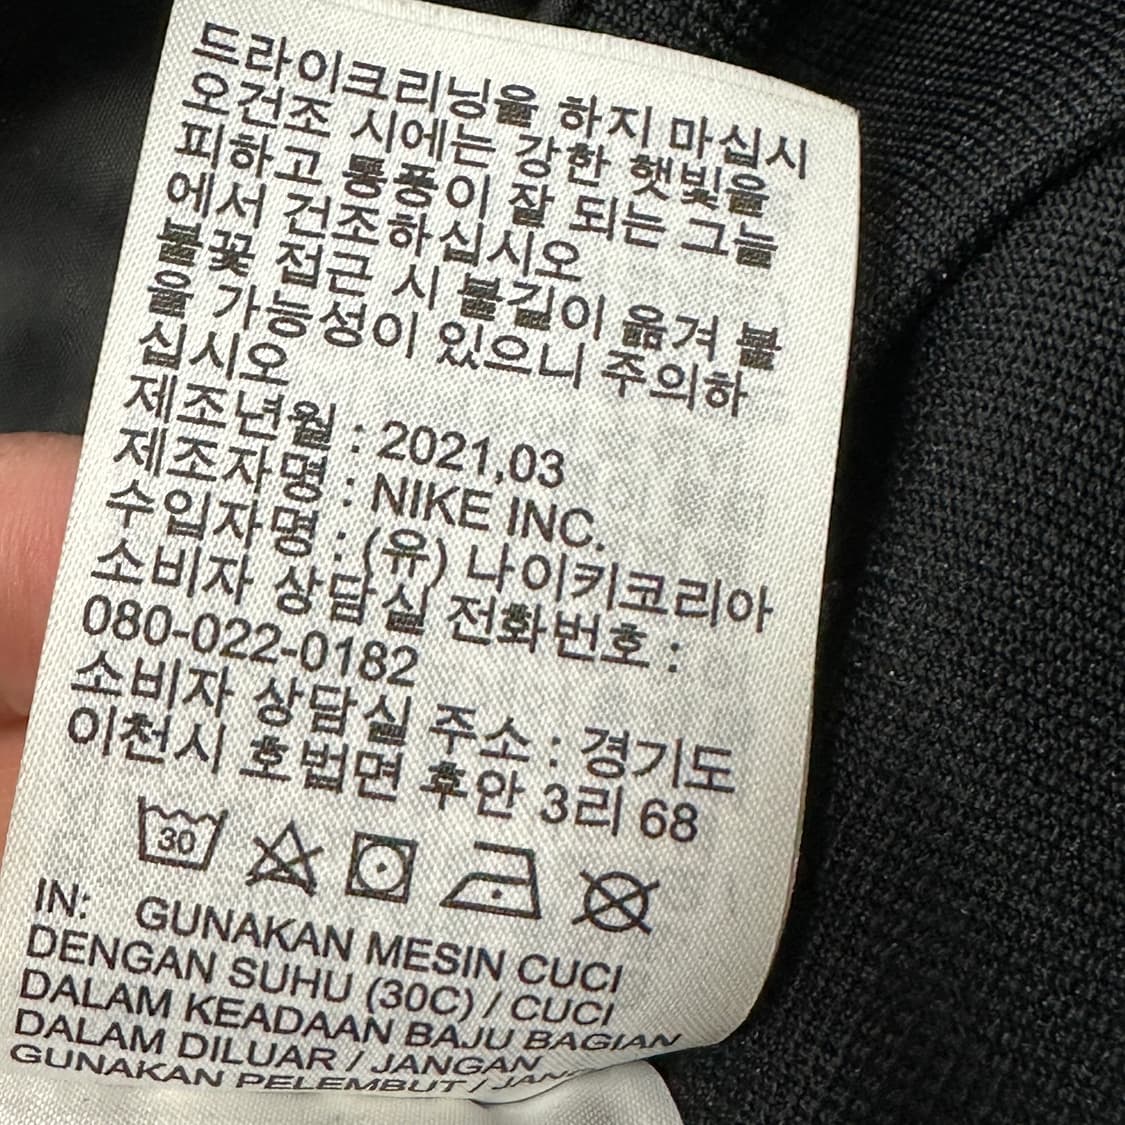 드라이크리닝을 하지 마십시
오건조 시에는 강한 햇빛을
피하고 통풍이 잘 되는 그늘
에서 건조하십시오
불꽃 접근 시 불길이 옮겨 붙
을 가능성이 있으니 주의하
십시오
제조년월 : 2021,03
제조자명 : NIKE INC.
수입자명 : (유) 나이키코리아
소비자 상담실 전화번호 :
080-022-0182
소비자 상담실 주소 : 경기도
이천시 호법면 후안 3리 68
30
IN: GUNAKAN MESIN CUCI
DENGAN SUHU (30C) / CUCI
DALAM KEADAAN BAJU BAGIAN
DALAM DILUAR / JANGAN
GUNAKAN PELEMBUT /